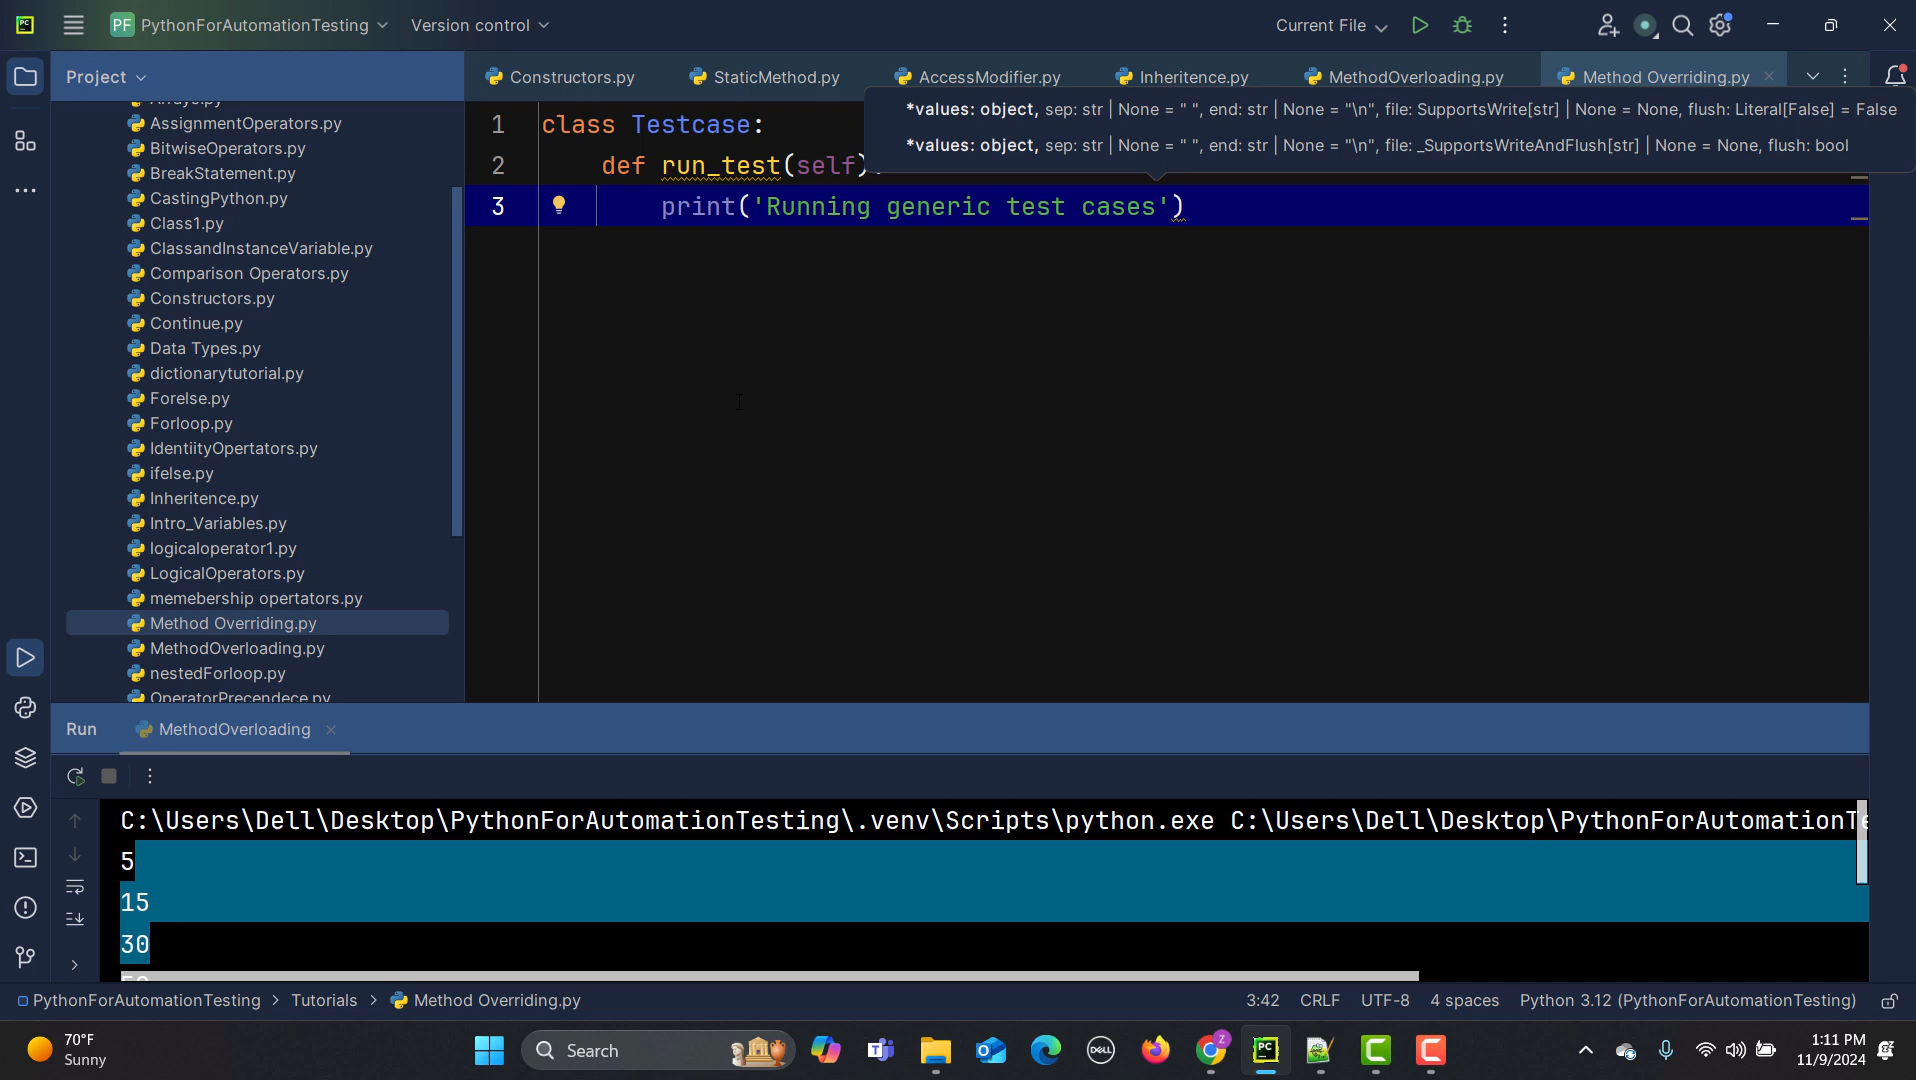 PF PythonForAutomationTesting Version control Current File
Project
Constructors.py StaticMethod.py AccessModifier.py Inheritence.py MethodOverloading.py Method Overriding.py
*values: object, sep: str | None = " ", end: str | None = "\n", file: SupportsWrite[str] | None = None, flush: Literal[False] = False
*values: object, sep: str | None = " ", end: str | None = "\n", file: _SupportsWriteAndFlush[str] | None = None, flush: bool
1 class Testcase:
2 def run_test(self):
3 print('Running generic test cases')
Arrays.py
AssignmentOperators.py
BitwiseOperators.py
BreakStatement.py
CastingPython.py
Class1.py
ClassandInstanceVariable.py
Comparison Operators.py
Constructors.py
Continue.py
Data Types.py
dictionarytutorial.py
Forelse.py
Forloop.py
IdentiityOpertators.py
ifelse.py
Inheritence.py
Intro_Variables.py
logicaloperator1.py
LogicalOperators.py
memebership opertators.py
Method Overriding.py
MethodOverloading.py
nestedForloop.py
OperatorPrecendece.py
Run MethodOverloading
C:\Users\Dell\Desktop\PythonForAutomationTesting\.venv\Scripts\python.exe C:\Users\Dell\Desktop\PythonForAutomationTe
5
15
30
PythonForAutomationTesting > Tutorials > Method Overriding.py 3:42 CRLF UTF-8 4 spaces Python 3.12 (PythonForAutomationTesting)
70°F
Sunny
Search
1:11 PM
11/9/2024